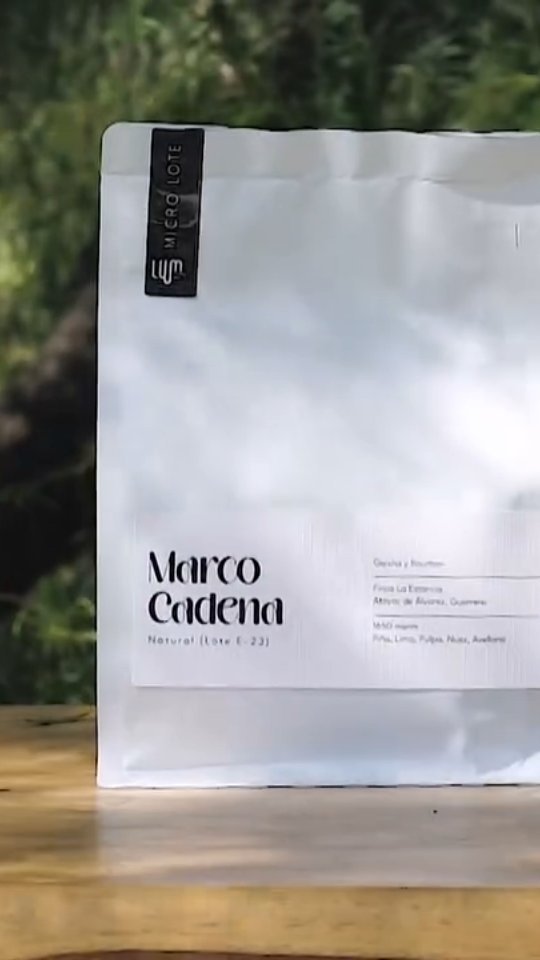 MICRO LOTE
Marco
Cadena
Natural (Lote E-23)
Geisha y Bourbon
Finca La Estancia
Atoyac de Álvarez, Guerrero
1650 msnm
Piña, Lima, Pulpa, Nuez, Avellana